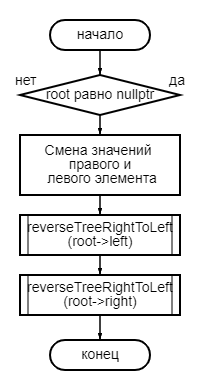 начало
нет
да
root равно nullptr
Смена значений
правого и
левого элемента
reverseTreeRightToLeft
(root->left)
reverseTreeRightToLeft
(root->right)
конец